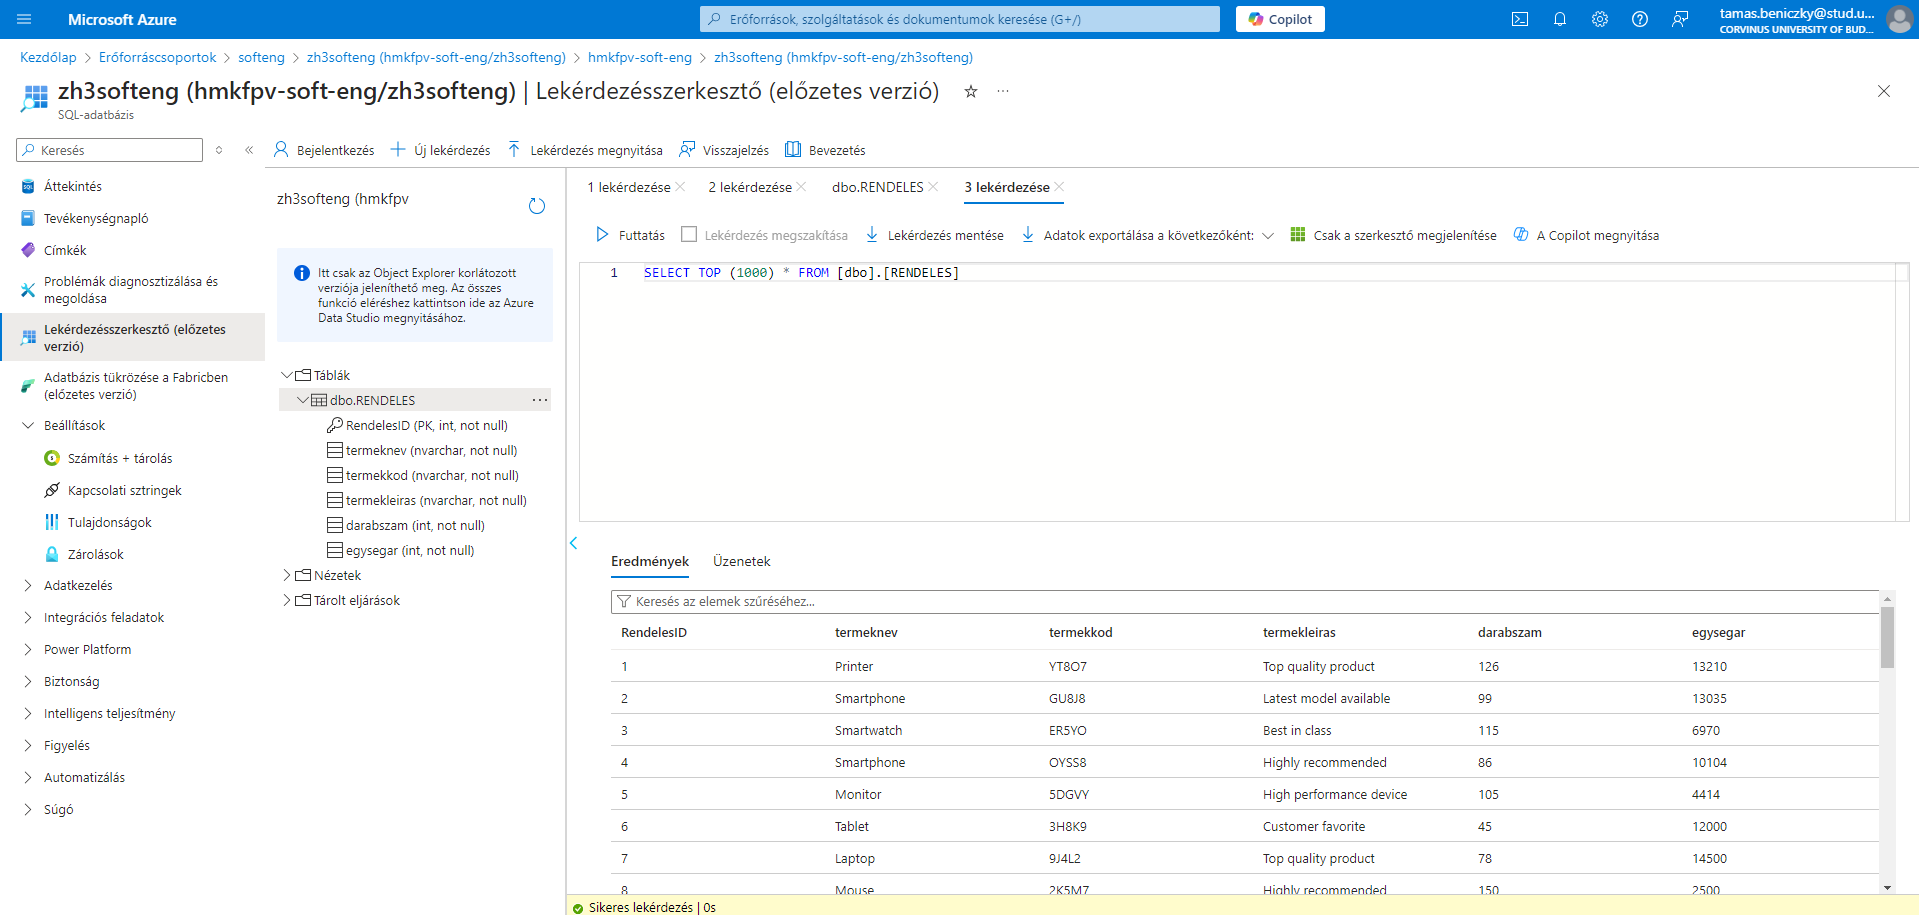 Microsoft Azure
Erőforrások, szolgáltatások és dokumentumok keresése (G+/)
Copilot
tamas.beniczky@stud.u...
CORVINUS UNIVERSITY OF BUD...
Kezdőlap > Erőforráscsoportok > softeng > zh3softeng (hmkfpv-soft-eng/zh3softeng) > hmkfpv-soft-eng > zh3softeng (hmkfpv-soft-eng/zh3softeng)
zh3softeng (hmkfpv-soft-eng/zh3softeng) | Lekérdezésszerkesztő (előzetes verzió)
SQL-adatbázis
Keresés
Áttekintés
Tevékenységnapló
Címkék
Problémák diagnosztizálása és
megoldása
Lekérdezésszerkesztő (előzetes
verzió)
Adatbázis tükrözése a Fabricben
(előzetes verzió)
Beállítások
Számítás + tárolás
Kapcsolati sztringek
Tulajdonságok
Zárolások
Adatkezelés
Integrációs feladatok
Power Platform
Biztonság
Intelligens teljesítmény
Figyelés
Automatizálás
Súgó
Bejelentkezés Új lekérdezés Lekérdezés megnyitása Visszajelzés Bevezetés
zh3softeng (hmkfpv
Itt csak az Object Explorer korlátozott
verziója jeleníthető meg. Az összes
funkció eléréshez kattintson ide az Azure
Data Studio megnyitásához.
Táblák
dbo.RENDELES
RendelesID (PK, int, not null)
termeknev (nvarchar, not null)
termekkod (nvarchar, not null)
termekleiras (nvarchar, not null)
darabszam (int, not null)
egysegar (int, not null)
Nézetek
Tárolt eljárások
1 lekérdezése 2 lekérdezése dbo.RENDELES 3 lekérdezése
Futtatás Lekérdezés megszakítása Lekérdezés mentése Adatok exportálása a következőként: Csak a szerkesztő megjelenítése A Copilot megnyitása
1 SELECT TOP (1000) * FROM [dbo].[RENDELES]
Eredmények Üzenetek
Keresés az elemek szűréséhez...
RendelesID termeknev termekkod termekleiras darabszam egysegar
1 Printer YT8O7 Top quality product 126 13210
2 Smartphone GU8J8 Latest model available 99 13035
3 Smartwatch ER5YO Best in class 115 6970
4 Smartphone OYSS8 Highly recommended 86 10104
5 Monitor 5DGVY High performance device 105 4414
6 Tablet 3H8K9 Customer favorite 45 12000
7 Laptop 9J4L2 Top quality product 78 14500
8 Mouse 2K5M7 Highly recommended 150 2500
Sikeres lekérdezés | 0s